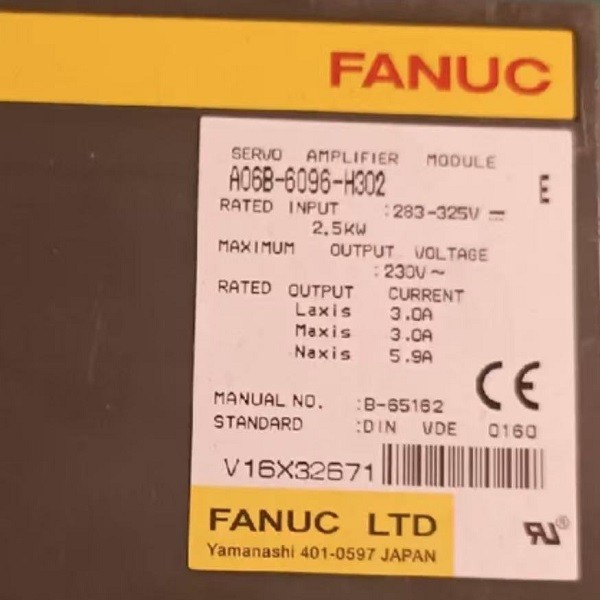 FANUC
SERVO AMPLIFIER MODULE
A06B-6096-H302 E
RATED INPUT :283-325V ⎓
2.5KW
MAXIMUM OUTPUT VOLTAGE
:230V~
RATED OUTPUT CURRENT
Laxis 3.0A
Maxis 3.0A
Naxis 5.9A
CE
MANUAL NO. :B-65162
STANDARD :DIN VDE 0160
V16X32671
FANUC LTD
Yamanashi 401-0597 JAPAN
RU®